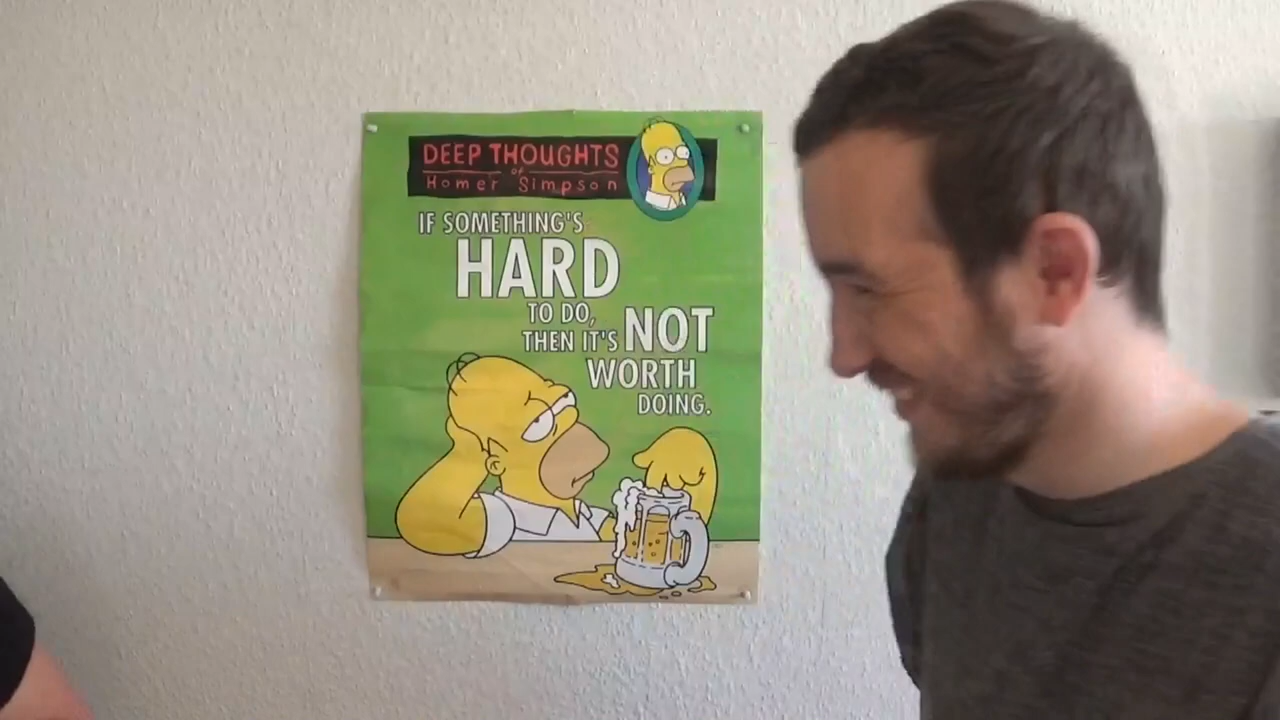 DEEP THOUGHTS
of
Homer Simpson
IF SOMETHING'S
HARD
TO DO,
THEN IT'S NOT
WORTH
DOING.